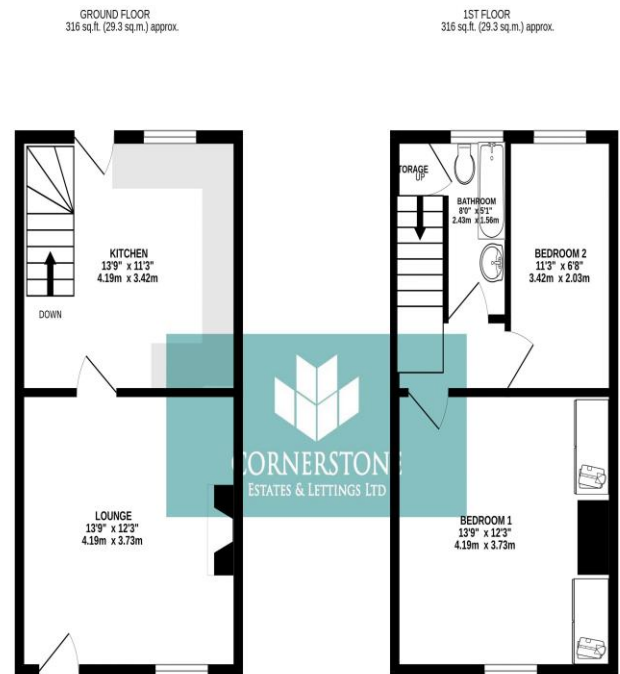 GROUND FLOOR
316 sq.ft. (29.3 sq.m.) approx.
1ST FLOOR
316 sq.ft. (29.3 sq.m.) approx.
KITCHEN
13'9" x 11'3"
4.19m x 3.42m
DOWN
LOUNGE
13'9" x 12'3"
4.19m x 3.73m
TORAGE
UP
BATHROOM
8'0" x 5'1"
2.43m x 1.56m
BEDROOM 2
11'3" x 6'8"
3.42m x 2.03m
BEDROOM 1
13'9" x 12'3"
4.19m x 3.73m
CORNERSTONE
ESTATES & LETTINGS LTD